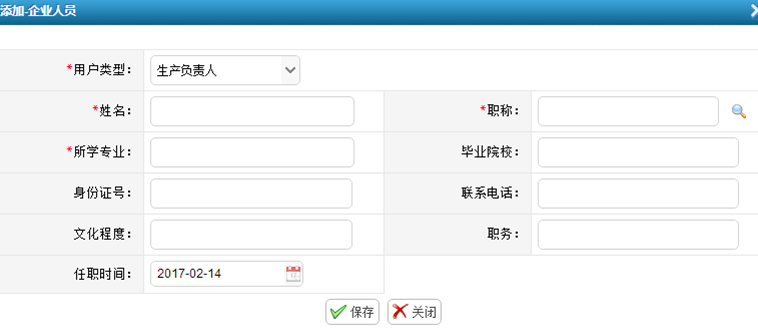 添加-企业人员
*用户类型： 生产负责人
*姓名： *职称：
*所学专业： 毕业院校：
身份证号： 联系电话：
文化程度： 职务：
任职时间： 2017-02-14
保存 关闭